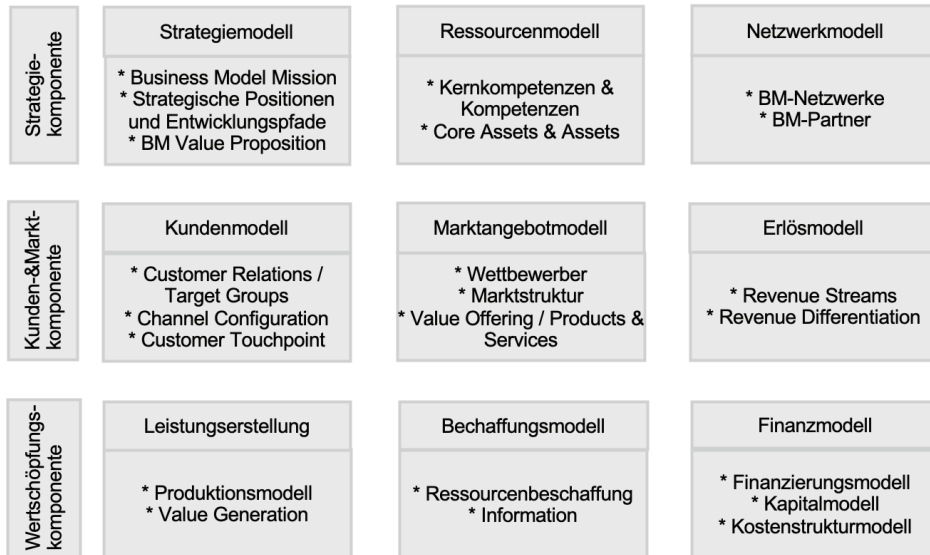 Strategie-
komponente
Strategiemodell
* Business Model Mission
* Strategische Positionen
und Entwicklungspfade
* BM Value Proposition
Ressourcenmodell
* Kernkompetenzen &
Kompetenzen
* Core Assets & Assets
Netzwerkmodell
* BM-Netzwerke
* BM-Partner
Kunden-&Markt-
komponente
Kundenmodell
* Customer Relations /
Target Groups
* Channel Configuration
* Customer Touchpoint
Marktangebotmodell
* Wettbewerber
* Marktstruktur
* Value Offering / Products &
Services
Erlösmodell
* Revenue Streams
* Revenue Differentiation
Wertschöpfungs-
komponente
Leistungserstellung
* Produktionsmodell
* Value Generation
Bechaffungsmodell
* Ressourcenbeschaffung
* Information
Finanzmodell
* Finanzierungsmodell
* Kapitalmodell
* Kostenstrukturmodell